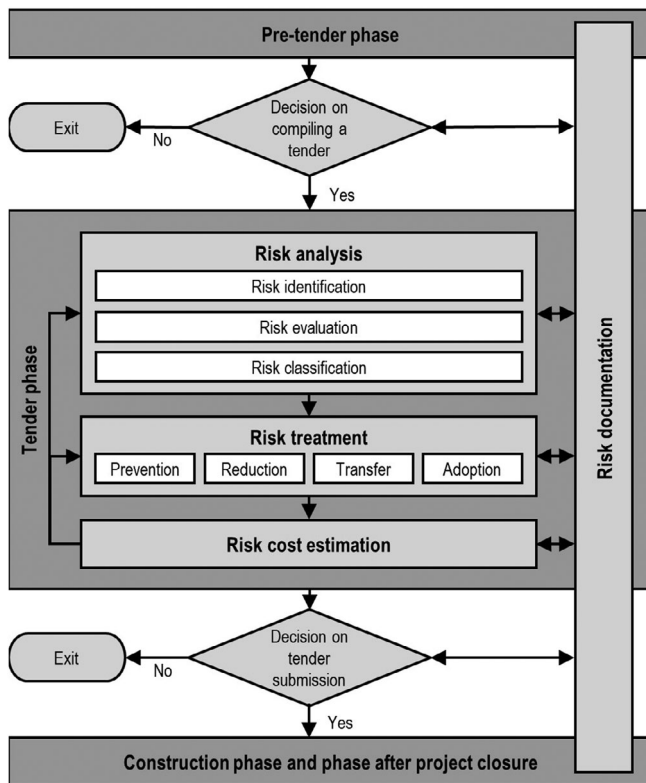 Pre-tender phase
Decision on
compiling a
tender
Exit
No
Yes
Tender phase
Risk analysis
Risk identification
Risk evaluation
Risk classification
Risk treatment
Prevention
Reduction
Transfer
Adoption
Risk cost estimation
Risk documentation
Decision on
tender
submission
Exit
No
Yes
Construction phase and phase after project closure